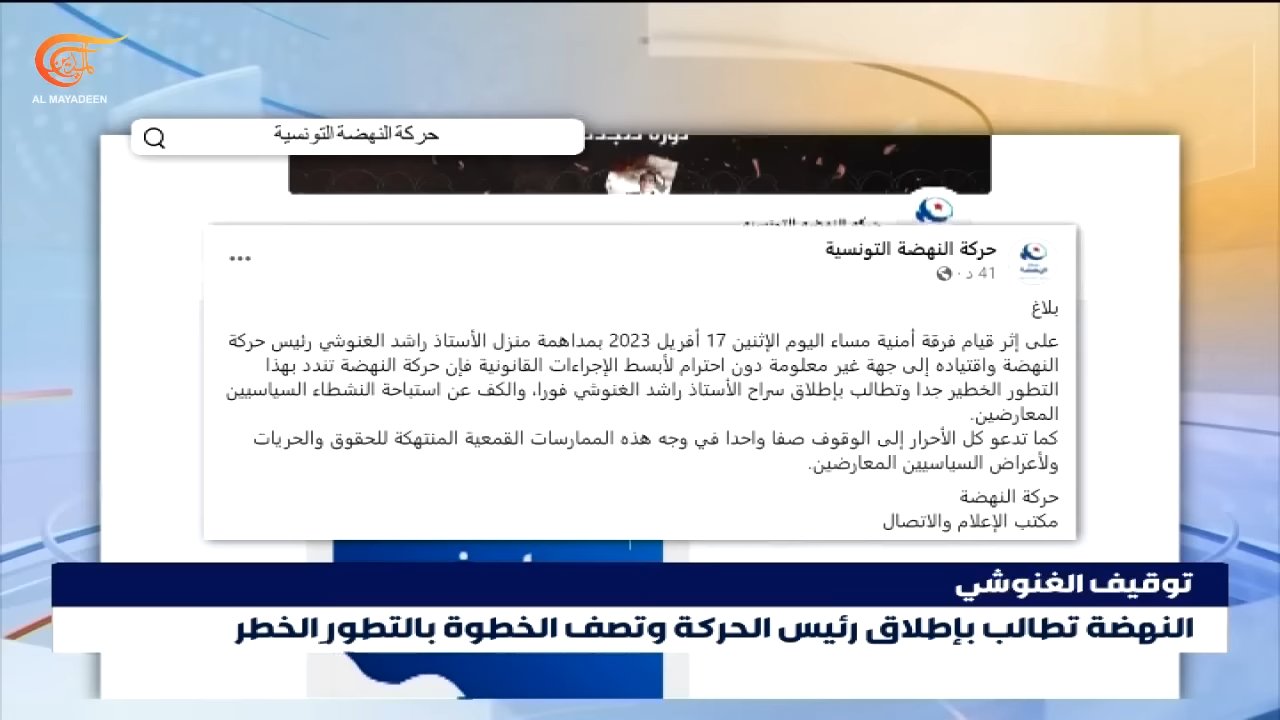 AL MAYADEEN
حركة النهضة التونسية
حركة النهضة التونسية
41 د
بلاغ
على إثر قيام فرقة أمنية مساء اليوم الإثنين 17 أفريل 2023 بمداهمة منزل الأستاذ راشد الغنوشي رئيس حركة
النهضة واقتياده إلى جهة غير معلومة دون احترام لأبسط الإجراءات القانونية فإن حركة النهضة تندد بهذا
التطور الخطير جدا وتطالب بإطلاق سراح الأستاذ راشد الغنوشي فورا، والكف عن استباحة النشطاء السياسيين
المعارضين.
كما تدعو كل الأحرار إلى الوقوف صفا واحدا في وجه هذه الممارسات القمعية المنتهكة للحقوق والحريات
ولأعراض السياسيين المعارضين.
حركة النهضة
مكتب الإعلام والاتصال
توقيف الغنوشي
النهضة تطالب بإطلاق رئيس الحركة وتصف الخطوة بالتطور الخطر